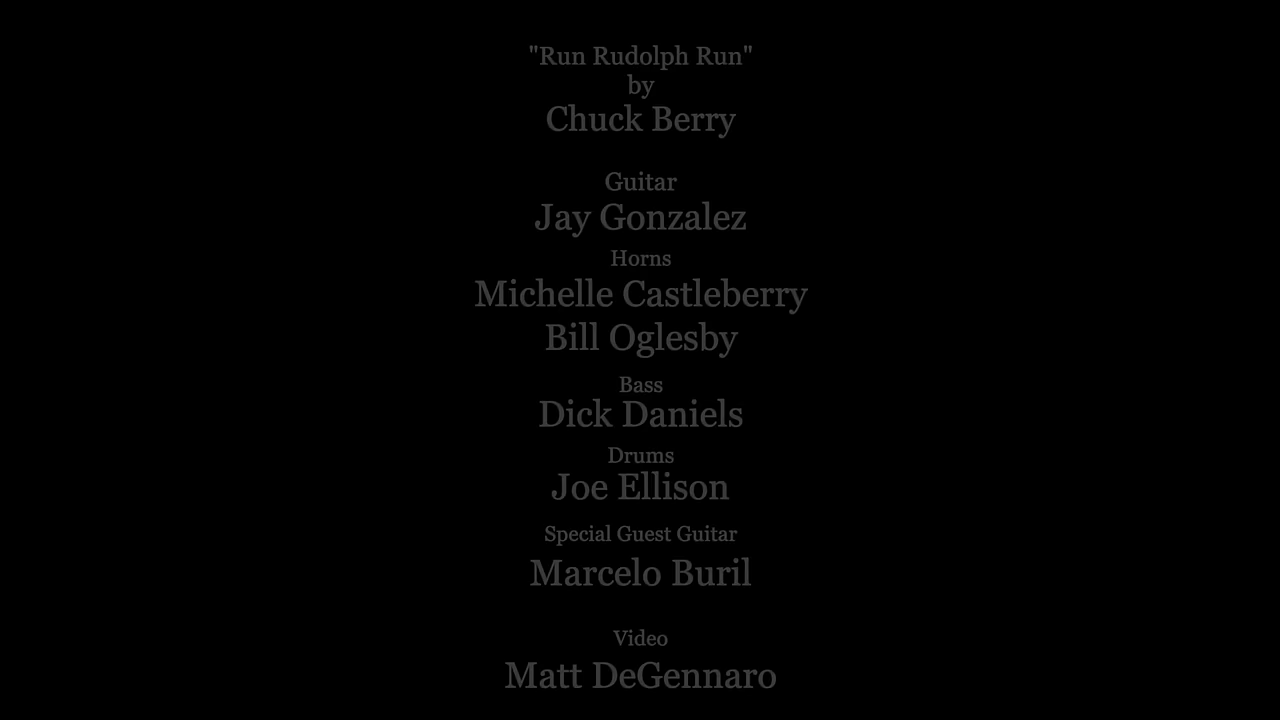 "Run Rudolph Run"
by
Chuck Berry
Guitar
Jay Gonzalez
Horns
Michelle Castleberry
Bill Oglesby
Bass
Dick Daniels
Drums
Joe Ellison
Special Guest Guitar
Marcelo Buril
Video
Matt DeGennaro